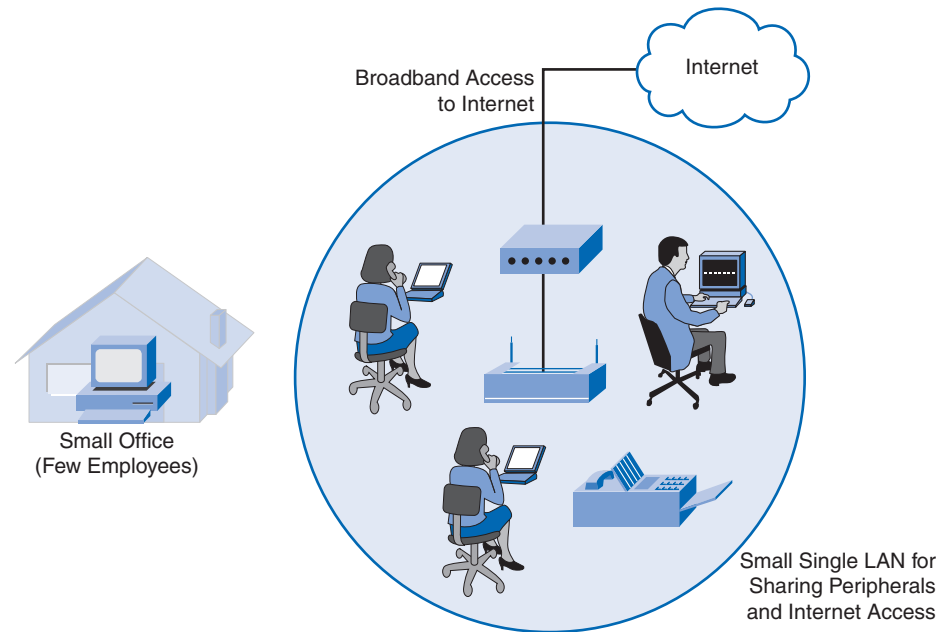 Internet
Broadband Access
to Internet
Small Office
(Few Employees)
Small Single LAN for
Sharing Peripherals
and Internet Access